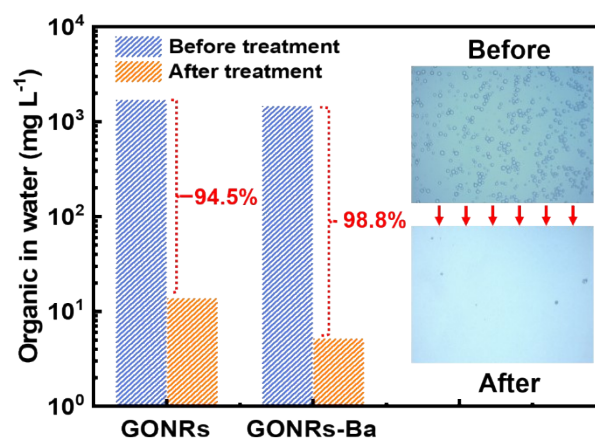 Organic in water (mg L⁻¹)
10⁴
10³
10²
10¹
10⁰
Before treatment
After treatment
94.5%
98.8%
Before
After
GONRs
GONRs-Ba